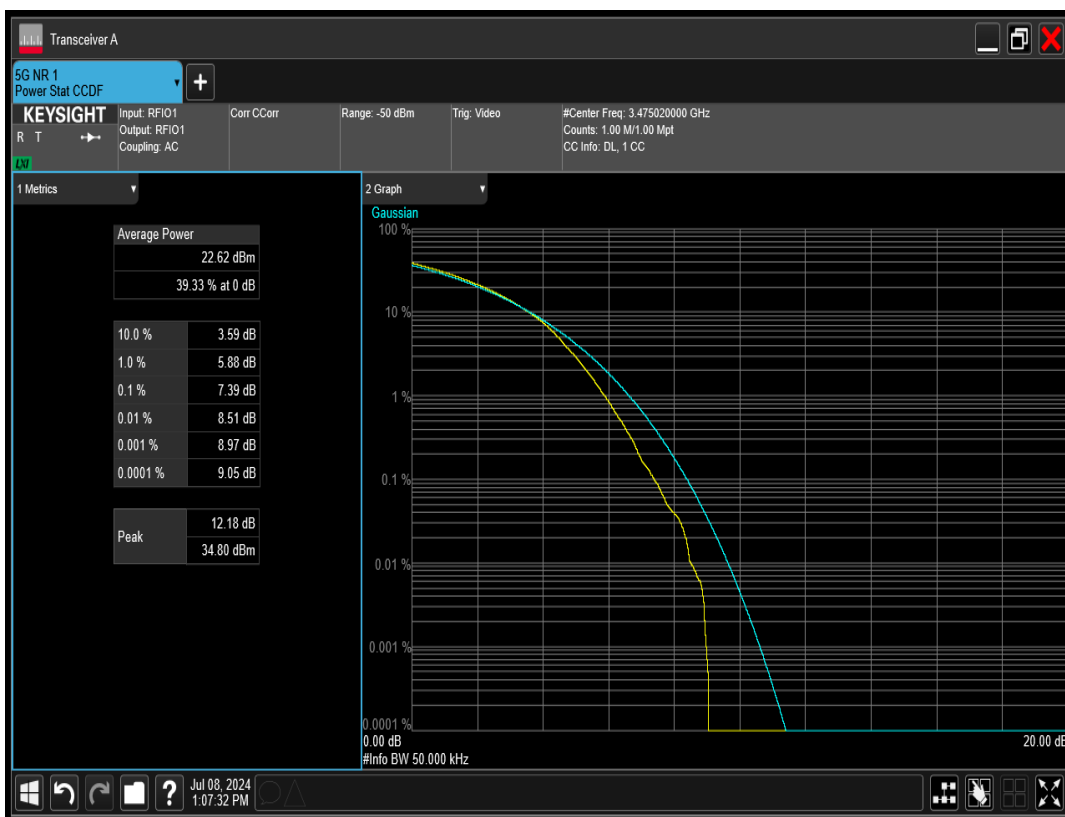 Transceiver A
5G NR 1
Power Stat CCDF
+
KEYSIGHT
R T
LXI
Input: RFIO1
Output: RFIO1
Coupling: AC
Corr CCorr
Range: -50 dBm
Trig: Video
#Center Freq: 3.475020000 GHz
Counts: 1.00 M/1.00 Mpt
CC Info: DL, 1 CC
1 Metrics
Average Power
22.62 dBm
39.33 % at 0 dB
10.0 % 3.59 dB
1.0 % 5.88 dB
0.1 % 7.39 dB
0.01 % 8.51 dB
0.001 % 8.97 dB
0.0001 % 9.05 dB
Peak 12.18 dB
34.80 dBm
2 Graph
Gaussian
100 %
10 %
1 %
0.1 %
0.01 %
0.001 %
0.0001 %
0.00 dB 20.00 dB
#Info BW 50.000 kHz
?
Jul 08, 2024
1:07:32 PM